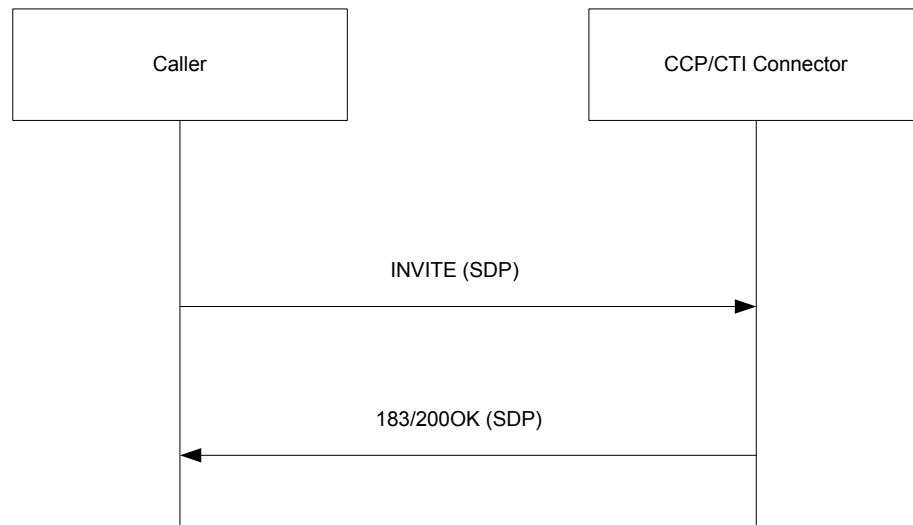 Caller
CCP/CTI Connector
INVITE (SDP)
183/200OK (SDP)